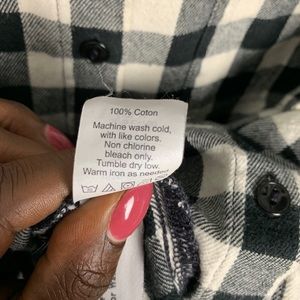 100% Coton
Machine wash cold,
with like colors.
Non chlorine
bleach only.
Tumble dry low.
Warm iron as needed